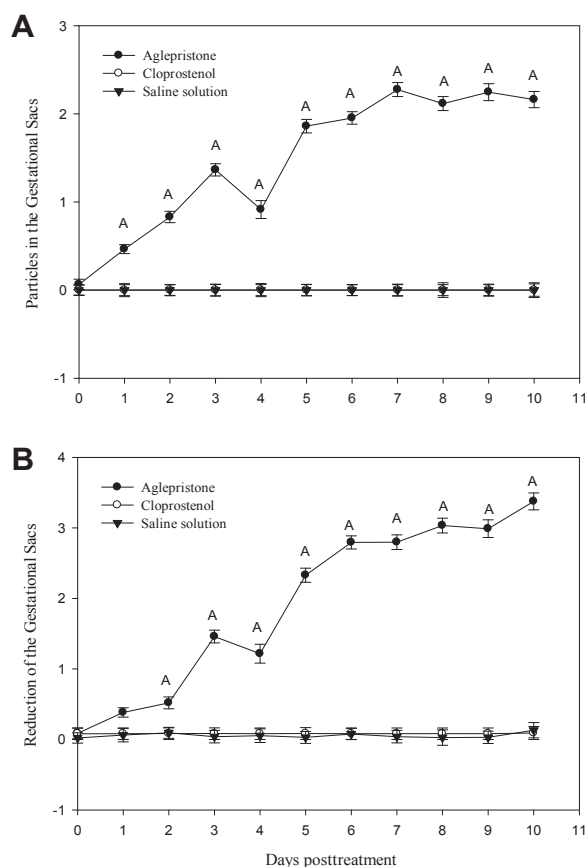 A
3
2
1
0
-1
Particles in the Gestational Sacs
Aglepristone
Cloprostenol
Saline solution
A
A
A
A
A
A
A
A
A
A
0 1 2 3 4 5 6 7 8 9 10 11
B
4
3
2
1
0
-1
Reduction of the Gestational Sacs
Aglepristone
Cloprostenol
Saline solution
A
A
A
A
A
A
A
A
A
0 1 2 3 4 5 6 7 8 9 10 11
Days posttreatment